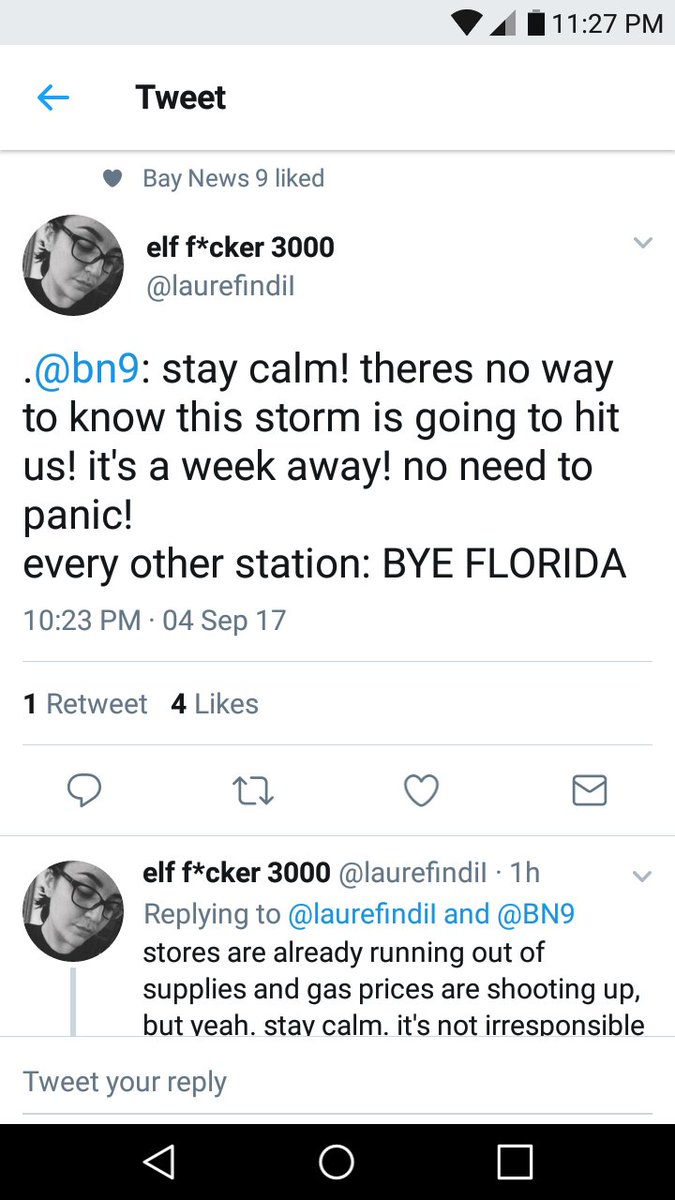 11:27 PM
Tweet
Bay News 9 liked
elf f*cker 3000
@laurefindil
.@bn9: stay calm! theres no way
to know this storm is going to hit
us! it's a week away! no need to
panic!
every other station: BYE FLORIDA
10:23 PM · 04 Sep 17
1 Retweet 4 Likes
elf f*cker 3000 @laurefindil · 1h
Replying to @laurefindil and @BN9
stores are already running out of
supplies and gas prices are shooting up,
but yeah. stay calm. it's not irresponsible
Tweet your reply